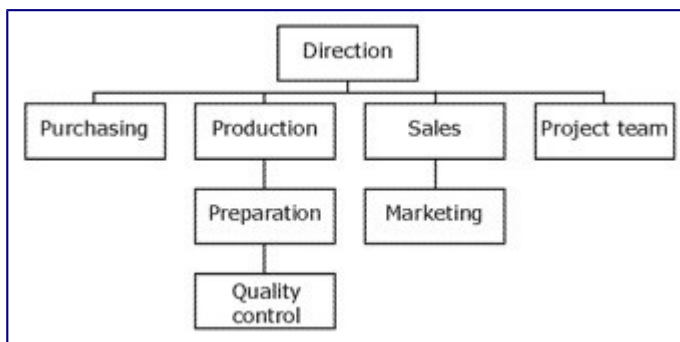 Direction
Purchasing
Production
Sales
Project team
Preparation
Marketing
Quality
control